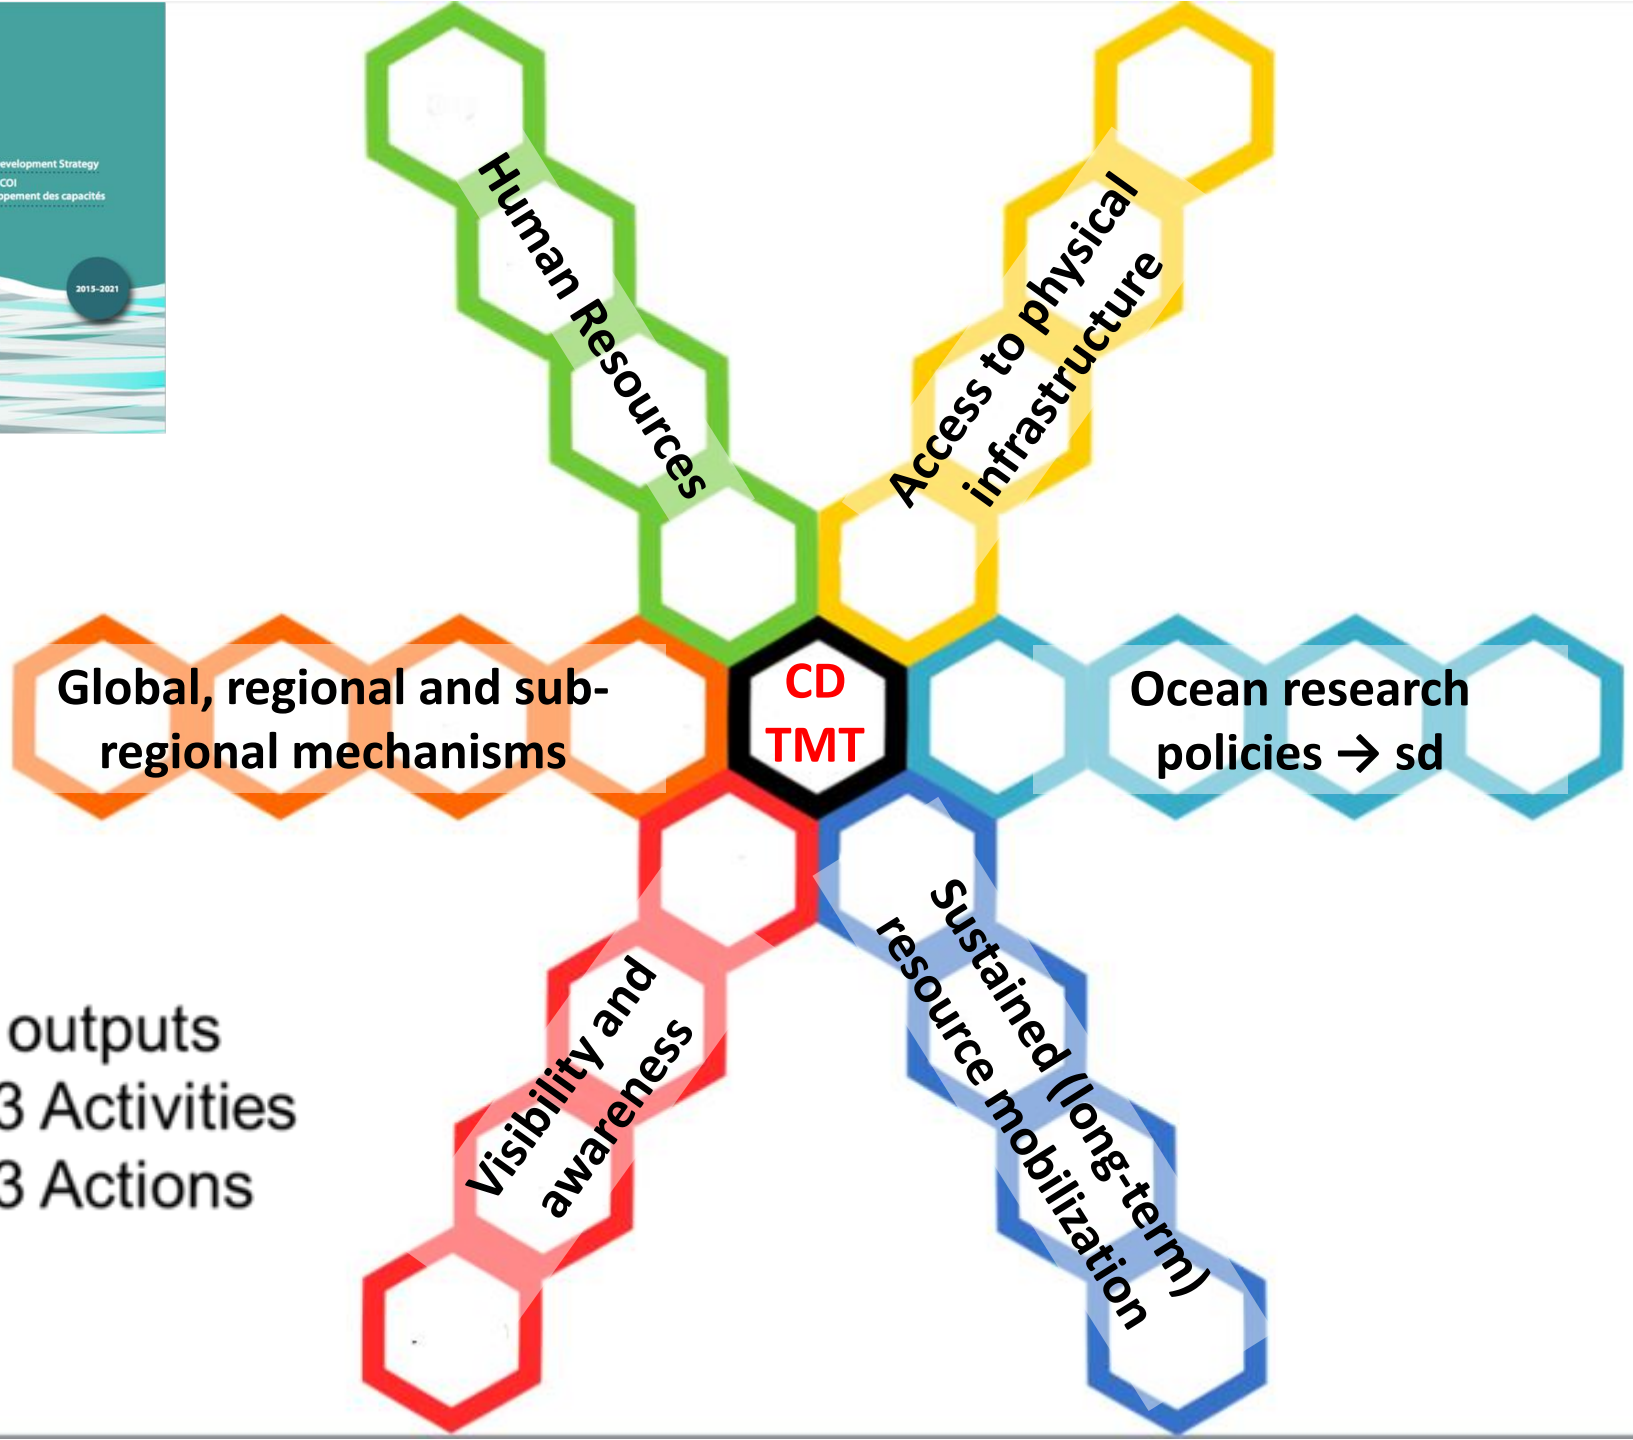 evelopment Strategy
COI
ppement des capacités
2015–2021
Human Resources
Access to physical
infrastructure
Global, regional and sub-
regional mechanisms
CD
TMT
Ocean research
policies → sd
Visibility and
awareness
Sustained (long-term)
resource mobilization
outputs
3 Activities
3 Actions